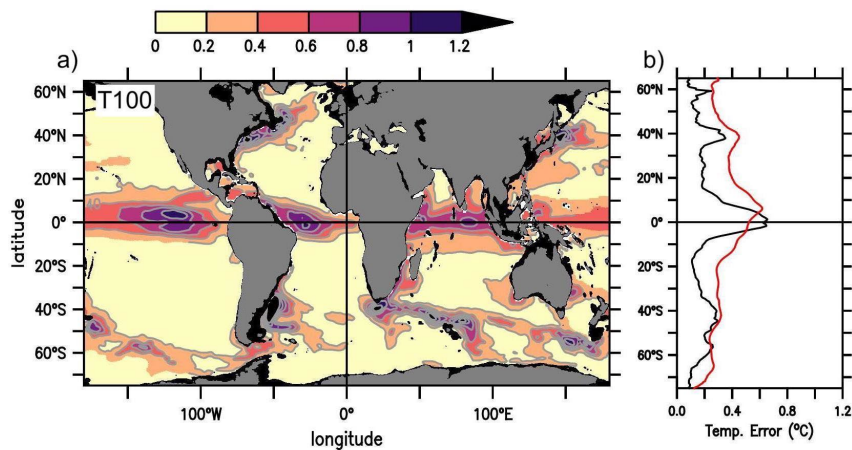 0 0.2 0.4 0.6 0.8 1 1.2
a) b)
T100
60°N 60°N
40°N 40°N
20°N 20°N
0° 0°
20°S 20°S
40°S 40°S
60°S 60°S
latitude
100°W 0° 100°E
longitude
0.0 0.4 0.8 1.2
Temp. Error (°C)